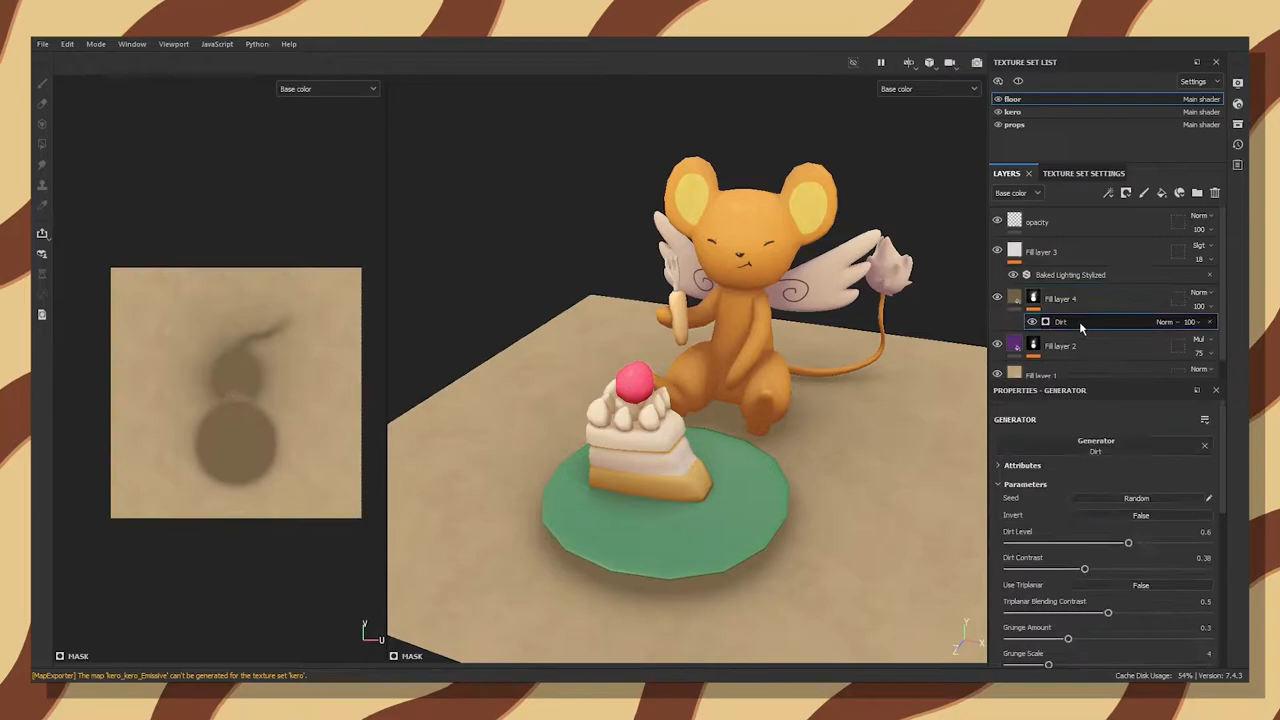 File Edit Mode Window Viewport JavaScript Python Help
TEXTURE SET LIST
Settings
Base color
Base color
floor Main shader
kero Main shader
props Main shader
LAYERS TEXTURE SET SETTINGS
Base color
opacity Norm
100
Fill layer 3 Slgt
18
Baked Lighting Stylized
Fill layer 4 Norm
100
Dirt Norm 100
Fill layer 2 Mul
75
Fill layer 1 Norm
PROPERTIES - GENERATOR
GENERATOR
Generator
Dirt
Attributes
Parameters
Seed Random
Invert False
Dirt Level 0.6
Dirt Contrast 0.38
Use Triplanar False
Triplanar Blending Contrast 0.5
Grunge Amount 0.3
Grunge Scale 4
Y
U
Y
X
Z
MASK
MASK
[MapExporter] The map 'kero_kero_Emissive' can't be generated for the texture set 'kero'.
Cache Disk Usage: 54% | Version: 7.4.3